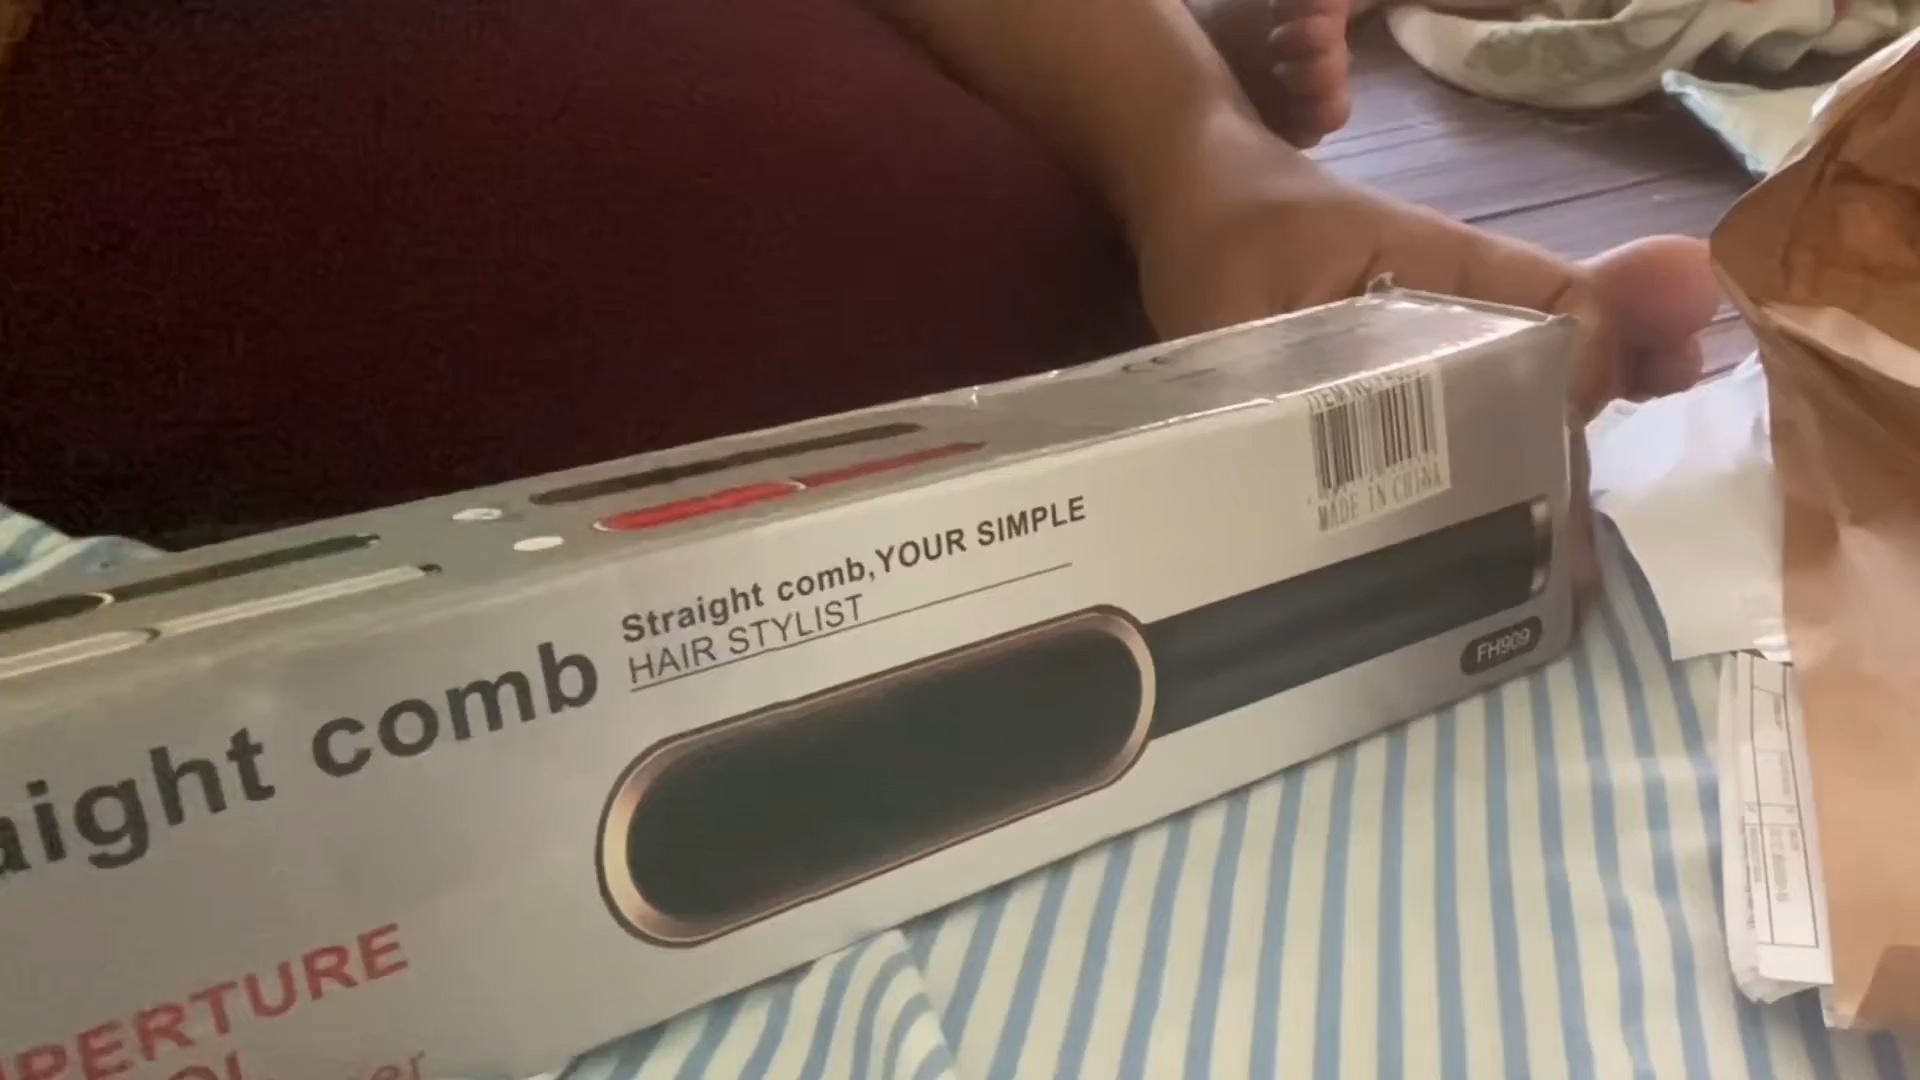 Straight comb,YOUR SIMPLE
HAIR STYLIST
aight comb
MADE IN CHINA
FH909
PERTURE